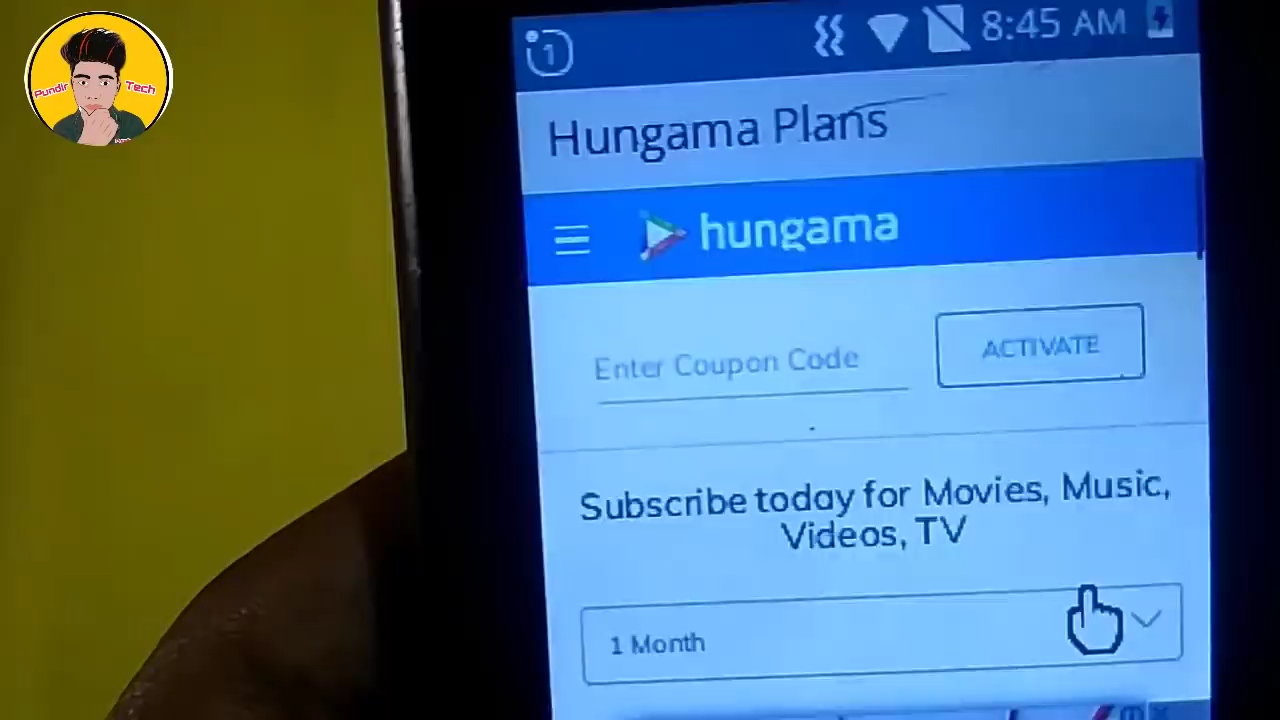 Pundir Tech
1
8:45 AM
Hungama Plans
hungama
Enter Coupon Code
ACTIVATE
Subscribe today for Movies, Music,
Videos, TV
1 Month